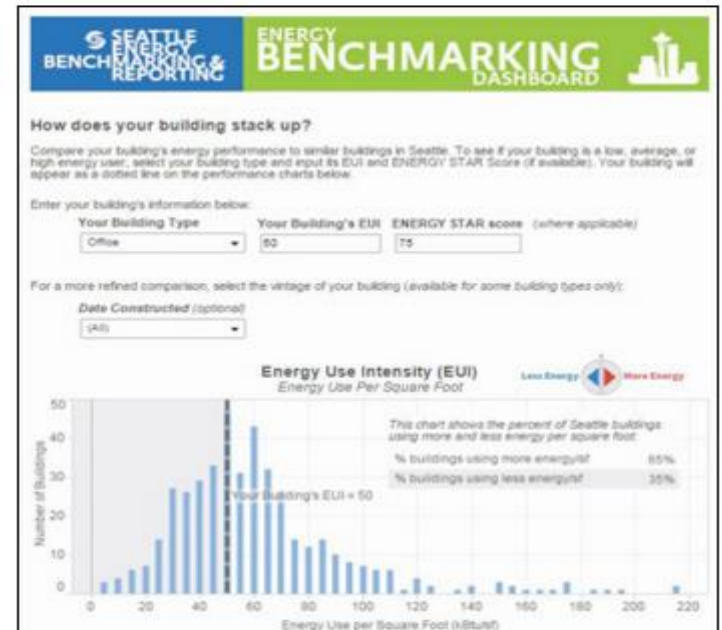 SEATTLE
ENERGY
BENCHMARKING &
REPORTING
ENERGY
BENCHMARKING
DASHBOARD
How does your building stack up?
Compare your building's energy performance to similar buildings in Seattle. To see if your building is a low, average, or
high energy user, select your building type and input its EUI and ENERGY STAR Score (if available). Your building will
appear as a dotted line on the performance charts below.
Enter your building's information below:
Your Building Type Your Building's EUI ENERGY STAR score (where applicable)
Office 50 75
For a more refined comparison, select the vintage of your building (available for some building types only):
Date Constructed (optional)
(All)
Energy Use Intensity (EUI)
Energy Use Per Square Foot
Less Energy More Energy
This chart shows the percent of Seattle buildings
using more and less energy per square foot:
% buildings using more energy/sf 65%
% buildings using less energy/sf 35%
Your Building's EUI = 50
Number of Buildings
50
40
30
20
10
0
0 20 40 60 80 100 120 140 160 180 200 220
Energy Use per Square Foot (kBtu/sf)